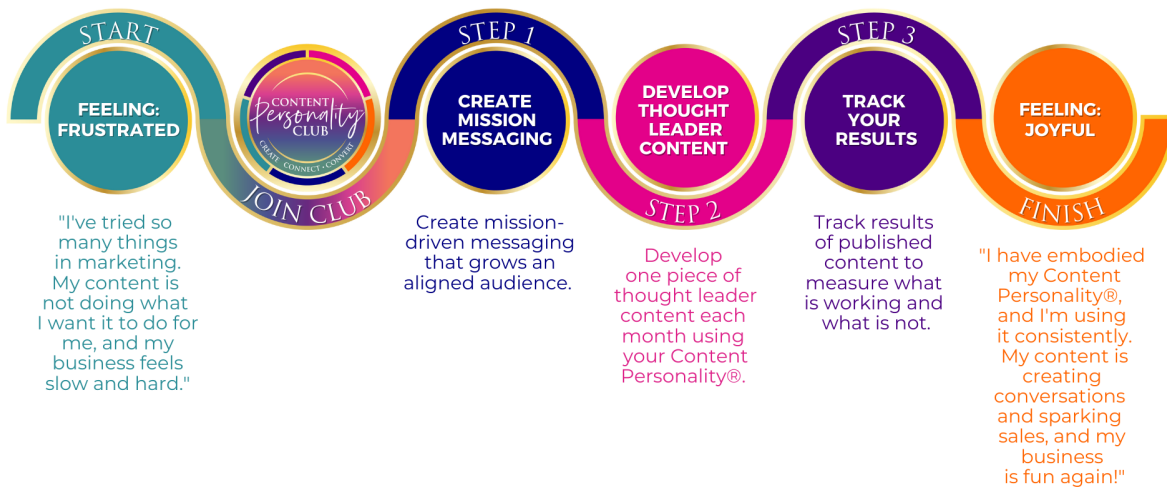 START
FEELING:
FRUSTRATED
"I've tried so
many things
in marketing.
My content is
not doing what
I want it to do for
me, and my
business feels
slow and hard."
CONTENT
Personality
CLUB
CREATE · CONNECT · CONVERT
JOIN CLUB
STEP 1
CREATE
MISSION
MESSAGING
Create mission-
driven messaging
that grows an
aligned audience.
DEVELOP
THOUGHT
LEADER
CONTENT
STEP 2
Develop
one piece of
thought leader
content each
month using
your Content
Personality®.
STEP 3
TRACK
YOUR
RESULTS
Track results
of published
content to
measure what
is working and
what is not.
FEELING:
JOYFUL
FINISH
"I have embodied
my Content
Personality®,
and I'm using
it consistently.
My content is
creating
conversations
and sparking
sales, and my
business
is fun again!"